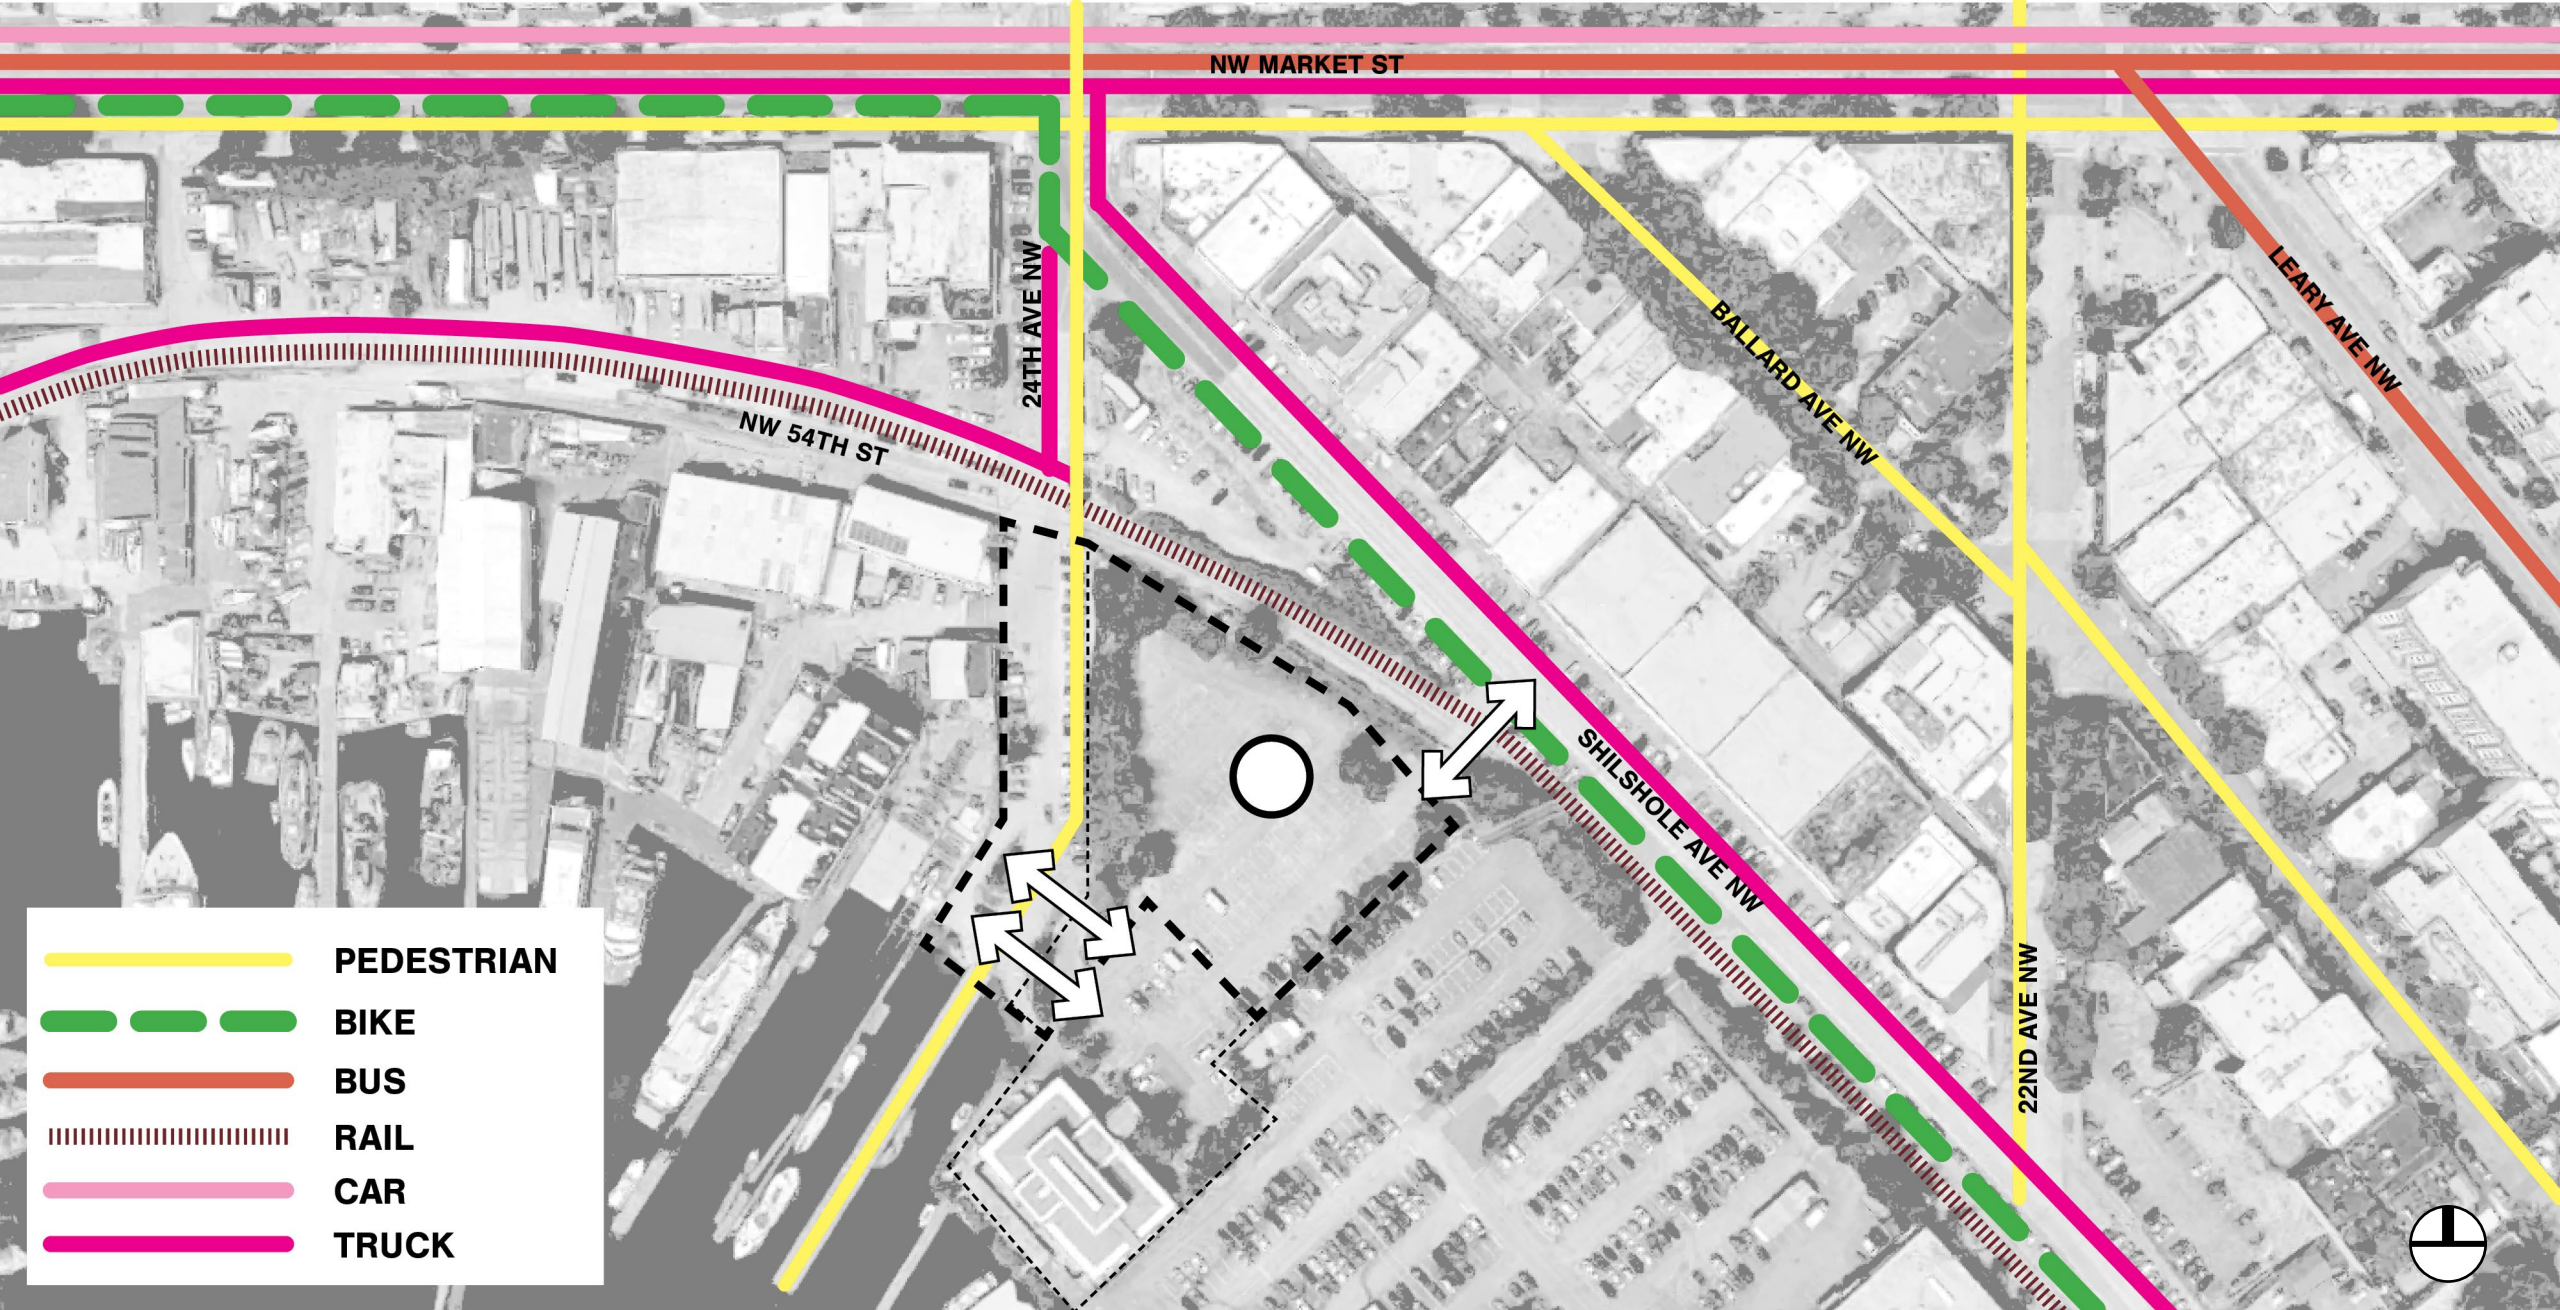 NW MARKET ST
24TH AVE NW
LEARY AVE NW
BALLARD AVE NW
NW 54TH ST
SHILSHOLE AVE NW
22ND AVE NW
PEDESTRIAN
BIKE
BUS
RAIL
CAR
TRUCK